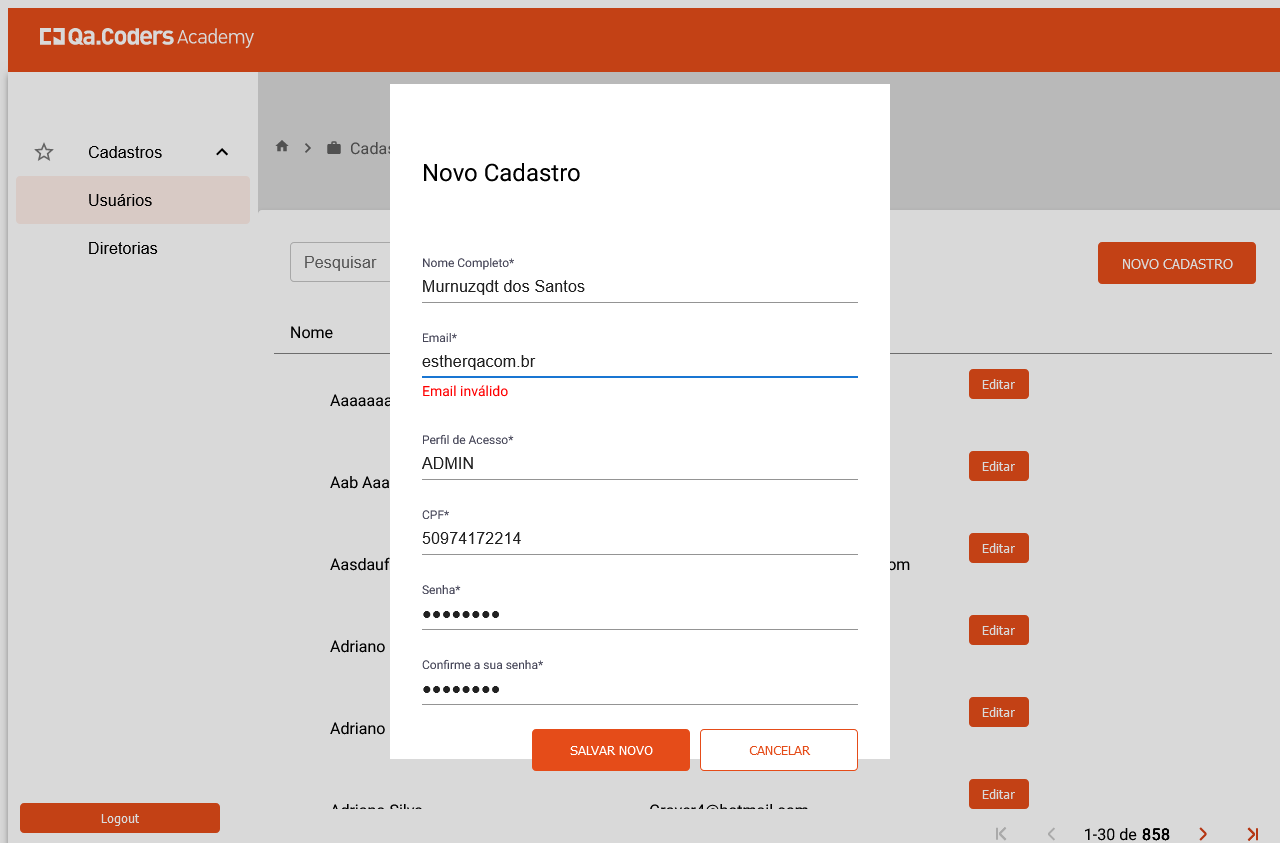 Qa.Coders Academy
Cadastros
Usuários
Diretorias
Logout
Cadas
Pesquisar
NOVO CADASTRO
Nome
Aaaaaaa
Editar
Aab Aaa
Editar
Aasdauf
om
Editar
Adriano
Editar
Adriano
Editar
Adriano Silva
Grover4@hotmail.com
Editar
1-30 de 858
Novo Cadastro
Nome Completo*
Murnuzqdt dos Santos
Email*
estherqacom.br
Email inválido
Perfil de Acesso*
ADMIN
CPF*
50974172214
Senha*
••••••••
Confirme a sua senha*
••••••••
SALVAR NOVO
CANCELAR